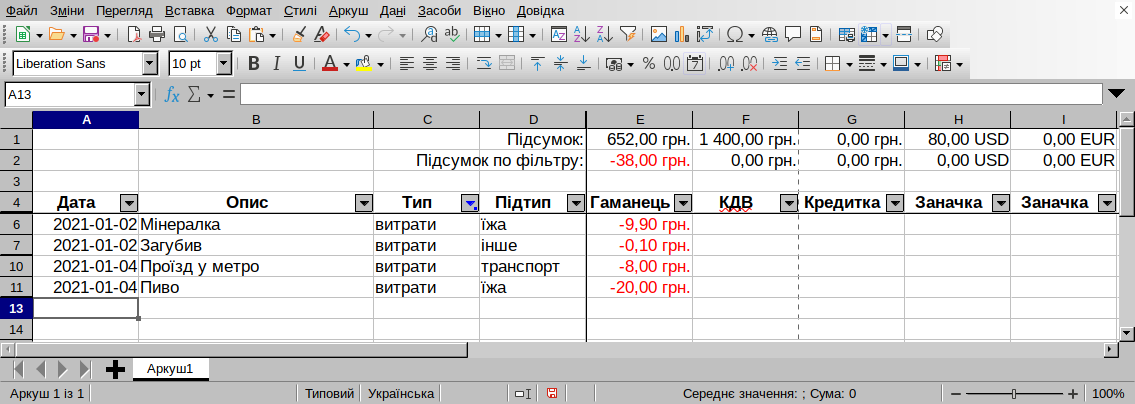 Файл Зміни Перегляд Вставка Формат Стилі Аркуш Дані Засоби Вікно Довідка
Liberation Sans 10 pt
A13
A B C D E F G H I
1 Підсумок: 652,00 грн. 1 400,00 грн. 0,00 грн. 80,00 USD 0,00 EUR
2 Підсумок по фільтру: -38,00 грн. 0,00 грн. 0,00 грн. 0,00 USD 0,00 EUR
3
4 Дата Опис Тип Підтип Гаманець КДВ Кредитка Заначка Заначка
6 2021-01-02 Мінералка витрати їжа -9,90 грн.
7 2021-01-02 Загубив витрати інше -0,10 грн.
10 2021-01-04 Проїзд у метро витрати транспорт -8,00 грн.
11 2021-01-04 Пиво витрати їжа -20,00 грн.
13
14
Аркуш1
Аркуш 1 із 1 Типовий Українська Середнє значення: ; Сума: 0 100%